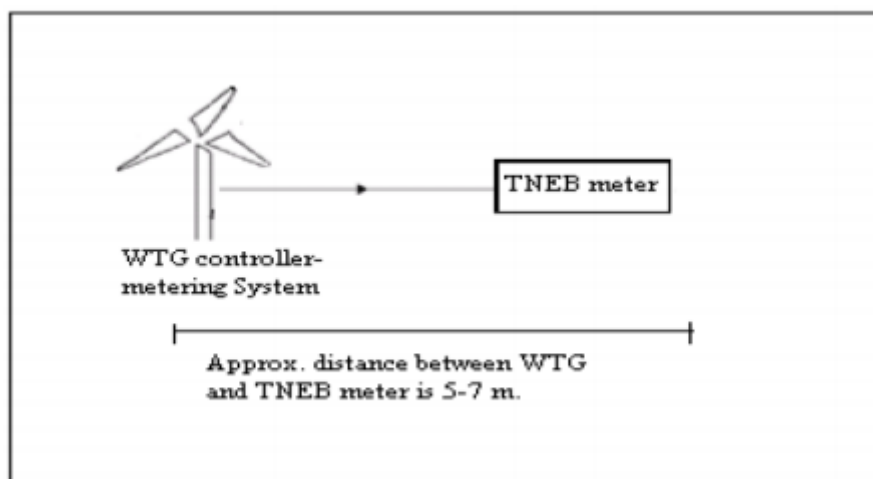 TNEB meter
WTG controller-
metering System
Approx. distance between WTG
and TNEB meter is 5-7 m.